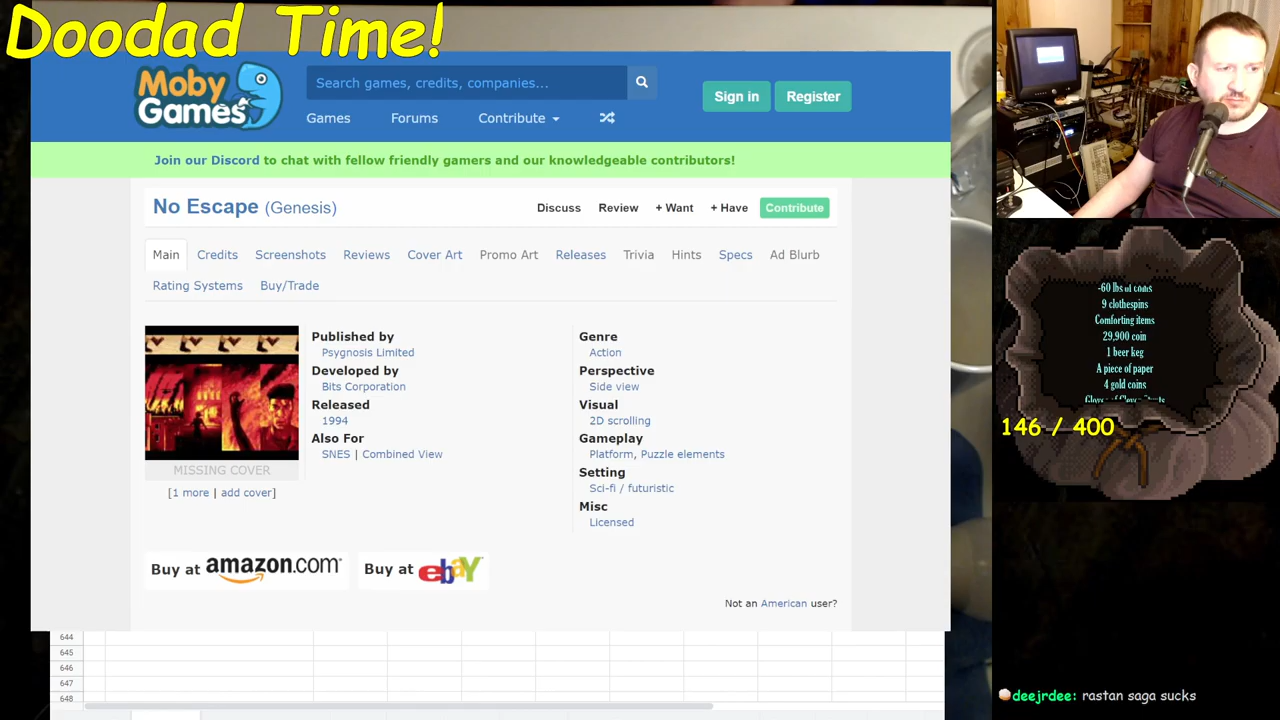 Doodad Time!
Moby Games
Search games, credits, companies...
Sign in
Register
Games
Forums
Contribute
Join our Discord to chat with fellow friendly gamers and our knowledgeable contributors!
No Escape (Genesis)
Discuss
Review
+ Want
+ Have
Contribute
Main
Credits
Screenshots
Reviews
Cover Art
Promo Art
Releases
Trivia
Hints
Specs
Ad Blurb
Rating Systems
Buy/Trade
MISSING COVER
[1 more | add cover]
Published by
Psygnosis Limited
Developed by
Bits Corporation
Released
1994
Also For
SNES | Combined View
Genre
Action
Perspective
Side view
Visual
2D scrolling
Gameplay
Platform, Puzzle elements
Setting
Sci-fi / futuristic
Misc
Licensed
Buy at amazon.com
Buy at ebay
Not an American user?
644
645
646
647
648
-60 lbs of coins
9 clothespins
Comforting items
29,900 coin
1 beer keg
A piece of paper
4 gold coins
146 / 400
deejrdee: rastan saga sucks